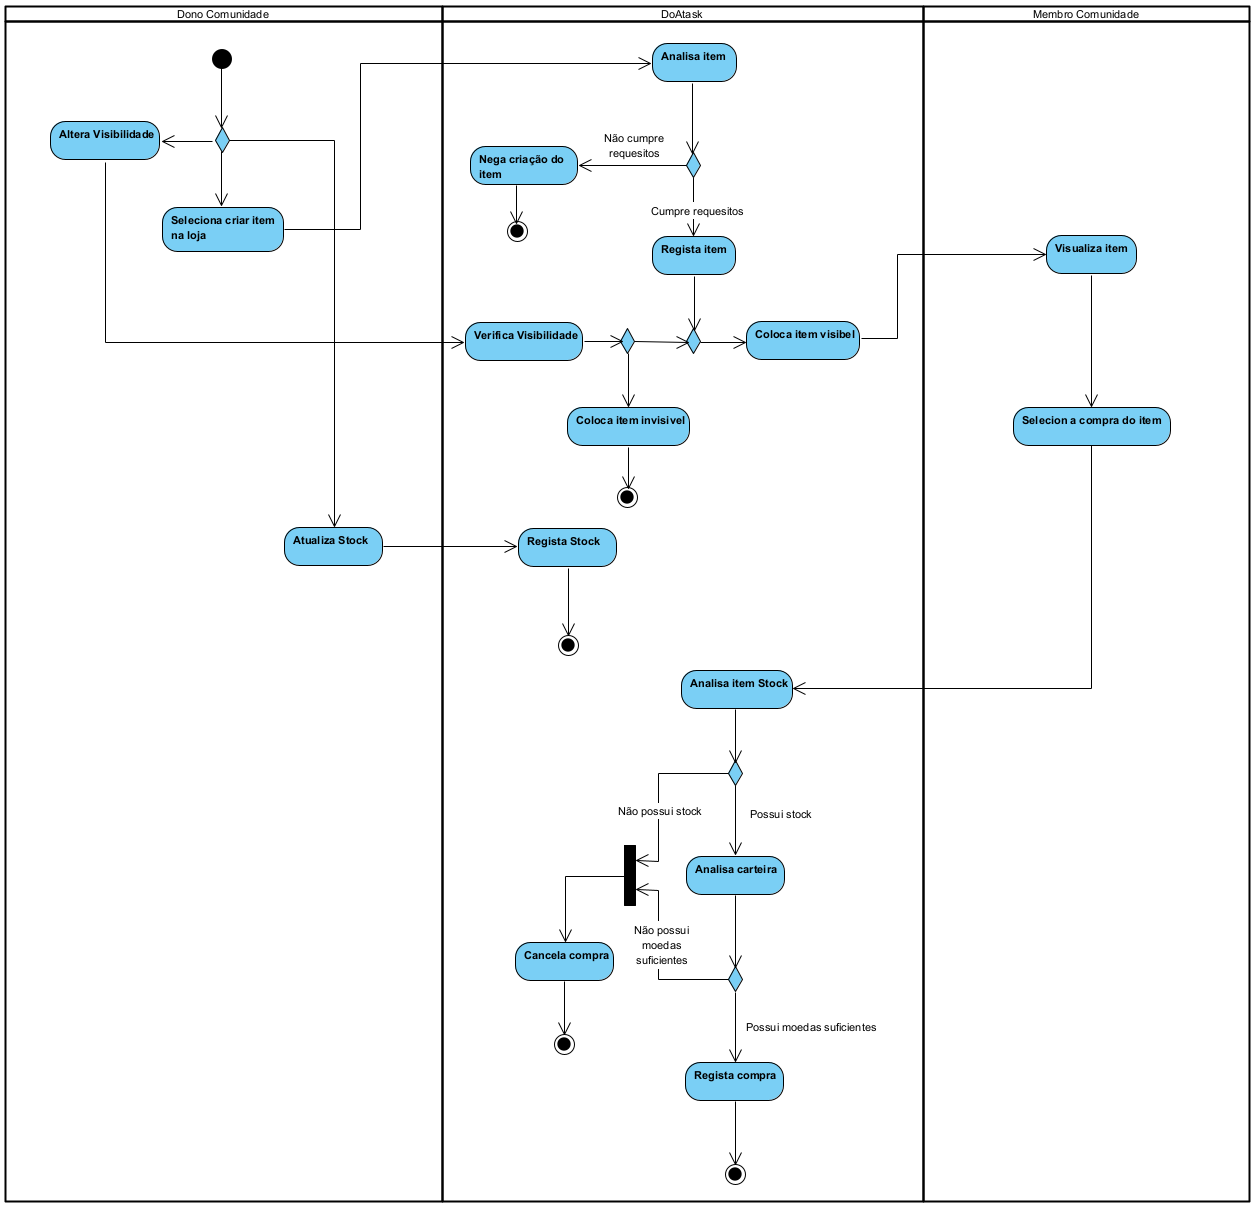 Dono Comunidade
DoAtask
Membro Comunidade
Analisa item
Altera Visibilidade
Não cumpre
requesitos
Nega criação do
item
Seleciona criar item
na loja
Cumpre requesitos
Regista item
Visualiza item
Verifica Visibilidade
Coloca item visibel
Coloca item invisivel
Selecion a compra do item
Atualiza Stock
Regista Stock
Analisa item Stock
Não possui stock
Possui stock
Analisa carteira
Não possui
moedas
suficientes
Cancela compra
Possui moedas suficientes
Regista compra